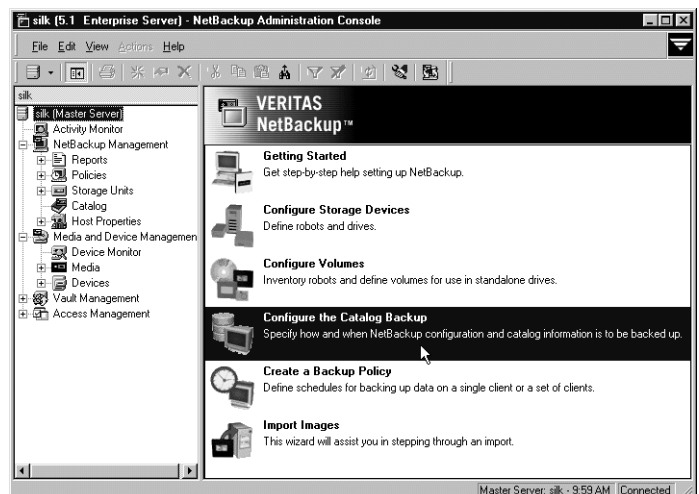 silk (5.1 Enterprise Server) - NetBackup Administration Console
File Edit View Actions Help
silk
silk (Master Server)
Activity Monitor
NetBackup Management
Reports
Policies
Storage Units
Catalog
Host Properties
Media and Device Managemen
Device Monitor
Media
Devices
Vault Management
Access Management
VERITAS
NetBackup™
Getting Started
Get step-by-step help setting up NetBackup.
Configure Storage Devices
Define robots and drives.
Configure Volumes
Inventory robots and define volumes for use in standalone drives.
Configure the Catalog Backup
Specify how and when NetBackup configuration and catalog information is to be backed up.
Create a Backup Policy
Define schedules for backing up data on a single client or a set of clients.
Import Images
This wizard will assist you in stepping through an import.
Master Server: silk - 9:59 AM Connected